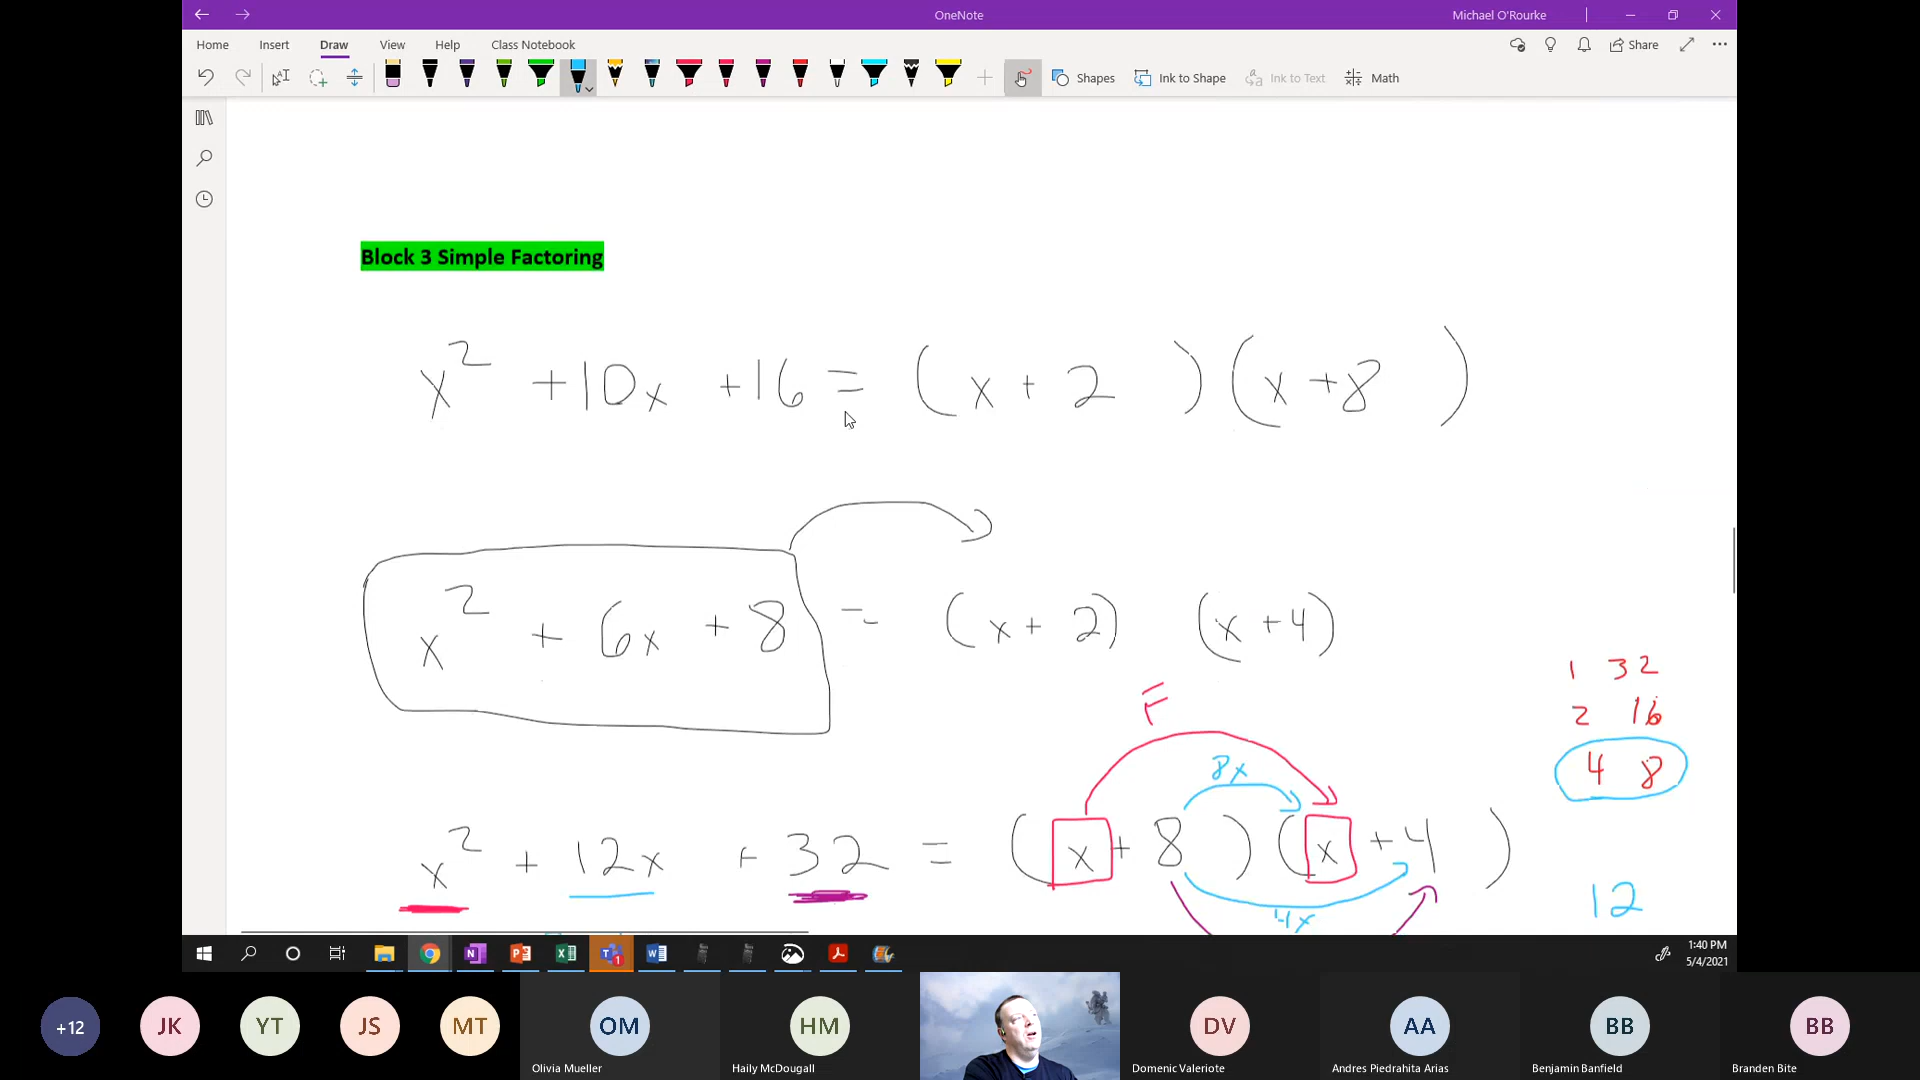 OneNote
Michael O'Rourke
Home Insert Draw View Help Class Notebook
Share
Shapes Ink to Shape Ink to Text Math
Block 3 Simple Factoring
x² +10x +16 = (x + 2 ) (x +8 )
x² + 6x + 8 = (x + 2) (x +4)
1 32
2 16
4 8
F
8x
x² + 12x + 32 = ( x + 8 ) ( x +4 )
4x
12
1:40 PM
5/4/2021
+12 JK YT JS MT OM HM DV AA BB BB
Olivia Mueller Haily McDougall Domenic Valeriote Andres Piedrahita Arias Benjamin Banfield Branden Bite